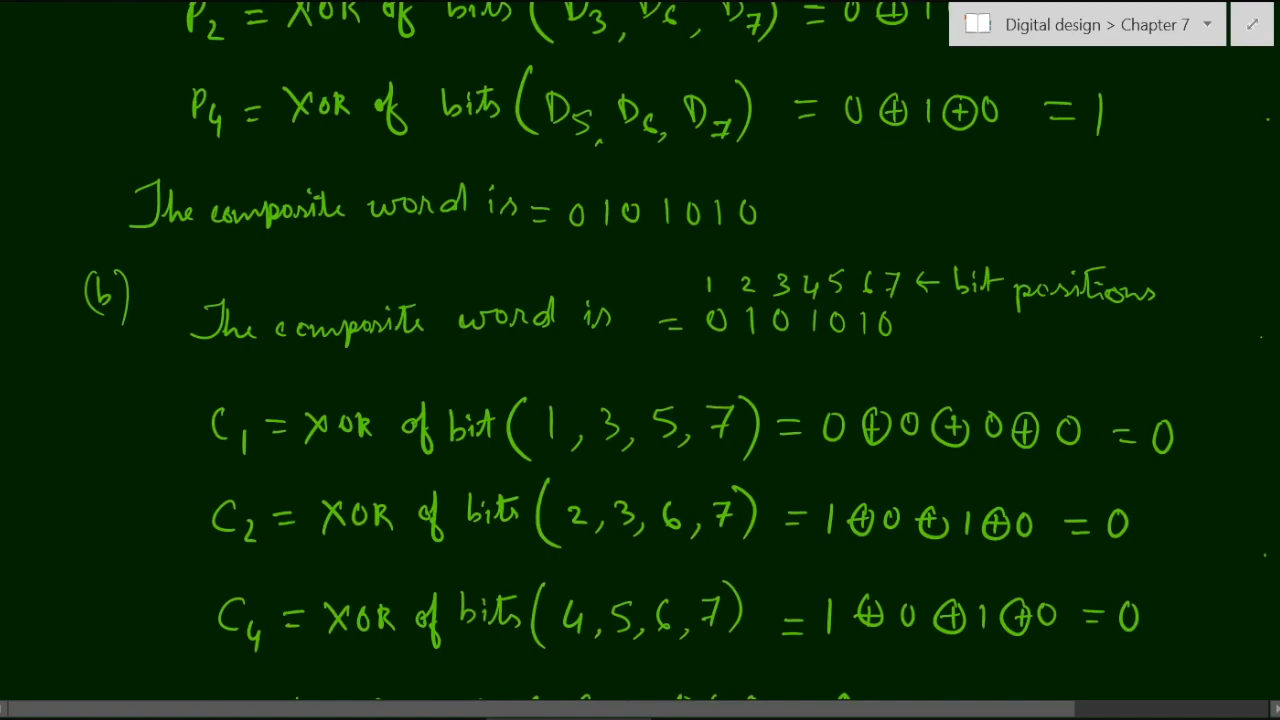 P2 = XOR of bits (D3, D6, D7) = 0 ⊕ 1
Digital design > Chapter 7
P4 = XOR of bits (D5, D6, D7) = 0 ⊕ 1 ⊕ 0 = 1
The composite word is = 0 1 0 1 0 1 0
(b)
1 2 3 4 5 6 7 ← bit positions
The composite word is = 0 1 0 1 0 1 0
C1 = XOR of bit (1, 3, 5, 7) = 0 ⊕ 0 ⊕ 0 ⊕ 0 = 0
C2 = XOR of bits (2, 3, 6, 7) = 1 ⊕ 0 ⊕ 1 ⊕ 0 = 0
C4 = XOR of bits (4, 5, 6, 7) = 1 ⊕ 0 ⊕ 1 ⊕ 0 = 0